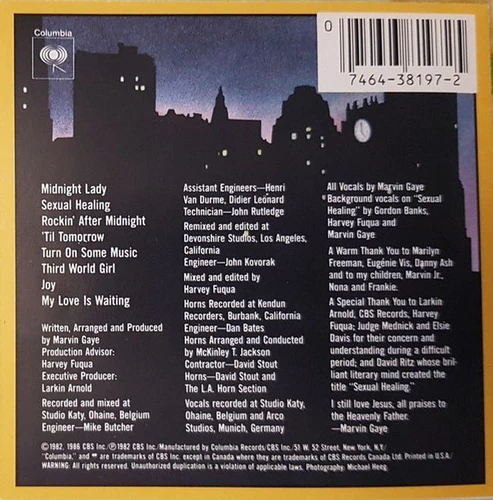 Columbia
0
7464-38197-2
Midnight Lady
Sexual Healing
Rockin' After Midnight
'Til Tomorrow
Turn On Some Music
Third World Girl
Joy
My Love Is Waiting
Written, Arranged and Produced
by Marvin Gaye
Production Advisor:
Harvey Fuqua
Executive Producer:
Larkin Arnold
Recorded and mixed at
Studio Katy, Ohaine, Belgium
Engineer—Mike Butcher
Assistant Engineers—Henri
Van Durme, Didier Leonard
Technician—John Rutledge
Remixed and edited at
Devonshire Studios, Los Angeles,
California
Engineer—John Kovorak
Mixed and edited by
Harvey Fuqua
Horns Recorded at Kendun
Recorders, Burbank, California
Engineer—Dan Bates
Horns Arranged and Conducted
by McKinley T. Jackson
Contractor—David Stout
Horns—David Stout and
The L.A. Horn Section
Vocals recorded at Studio Katy,
Ohaine, Belgium and Arco
Studios, Munich, Germany
All Vocals by Marvin Gaye
Background vocals on "Sexual
Healing" by Gordon Banks,
Harvey Fuqua and
Marvin Gaye
A Warm Thank You to Marilyn
Freeman, Eugénie Vis, Danny Ash
and to my children, Marvin Jr.,
Nona and Frankie.
A Special Thank You to Larkin
Arnold, CBS Records, Harvey
Fuqua; Judge Mednick and Elsie
Davis for their concern and
understanding during a difficult
period; and David Ritz whose bril-
liant literary mind created the
title "Sexual Healing."
I still love Jesus, all praises to
the Heavenly Father.
—Marvin Gaye
©1982, 1986 CBS Inc./℗1982 CBS Inc./Manufactured by Columbia Records/CBS Inc./51 W. 52 Street, New York, N.Y./
"Columbia," and are trademarks of CBS Inc. except in Canada where they are trademarks of CBS Records Canada Ltd. Printed in U.S.A./
WARNING: All rights reserved. Unauthorized duplication is a violation of applicable laws. Photography: Michael Heeg